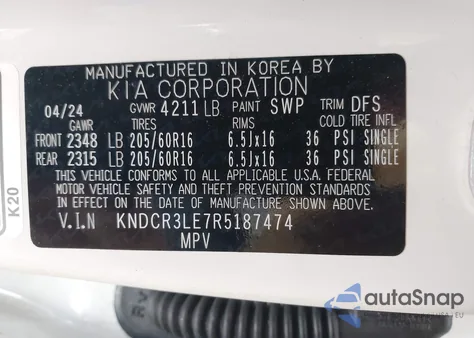 MANUFACTURED IN KOREA BY
KIA CORPORATION
04/24 GVWR 4211 LB PAINT SWP TRIM DFS
GAWR TIRES RIMS COLD TIRE INFL
FRONT 2348 LB 205/60R16 6.5Jx16 36 PSI SINGLE
REAR 2315 LB 205/60R16 6.5Jx16 36 PSI SINGLE
THIS VEHICLE CONFORMS TO ALL APPLICABLE U.S.A. FEDERAL
MOTOR VEHICLE SAFETY AND THEFT PREVENTION STANDARDS
IN EFFECT ON THE DATE OF MANUFACTURE SHOWN ABOVE.
V.I.N KNDCR3LE7R5187474
MPV
K20
RV
autoSnap